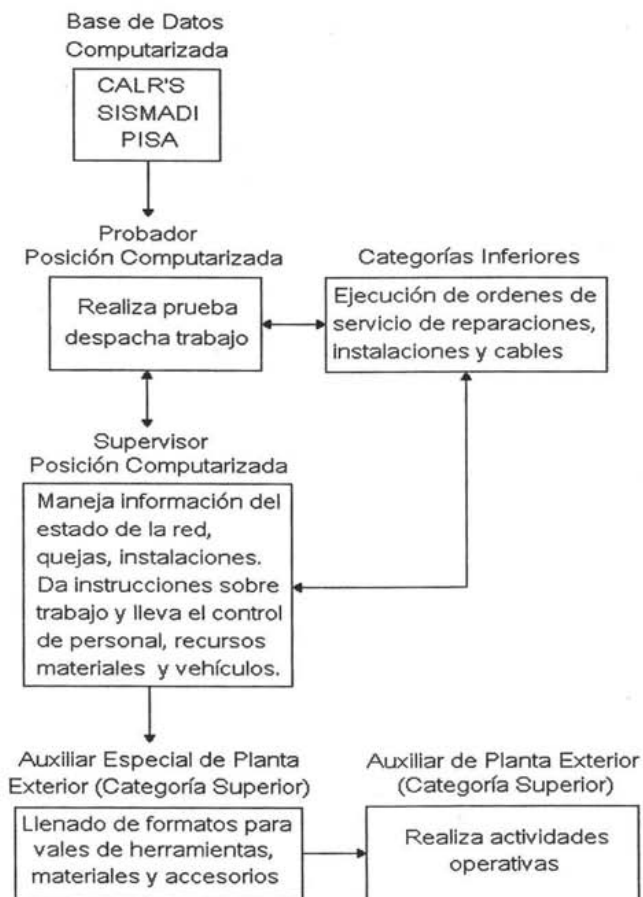 Base de Datos
Computarizada
CALR'S
SISMADI
PISA
Probador
Posición Computarizada
Realiza prueba
despacha trabajo
Categorías Inferiores
Ejecución de ordenes de
servicio de reparaciones,
instalaciones y cables
Supervisor
Posición Computarizada
Maneja información del
estado de la red,
quejas, instalaciones.
Da instrucciones sobre
trabajo y lleva el control
de personal, recursos
materiales y vehículos.
Auxiliar Especial de Planta
Exterior (Categoría Superior)
Llenado de formatos para
vales de herramientas,
materiales y accesorios
Auxiliar de Planta Exterior
(Categoría Superior)
Realiza actividades
operativas